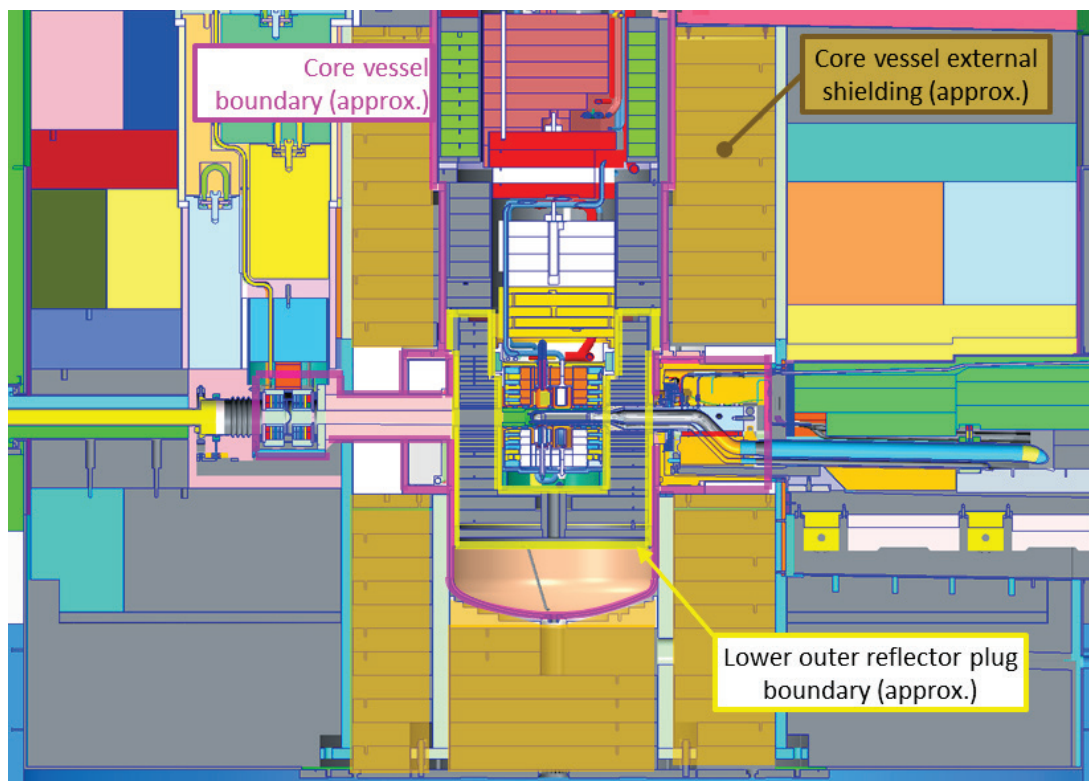 Core vessel
boundary (approx.)
Core vessel external
shielding (approx.)
Lower outer reflector plug
boundary (approx.)